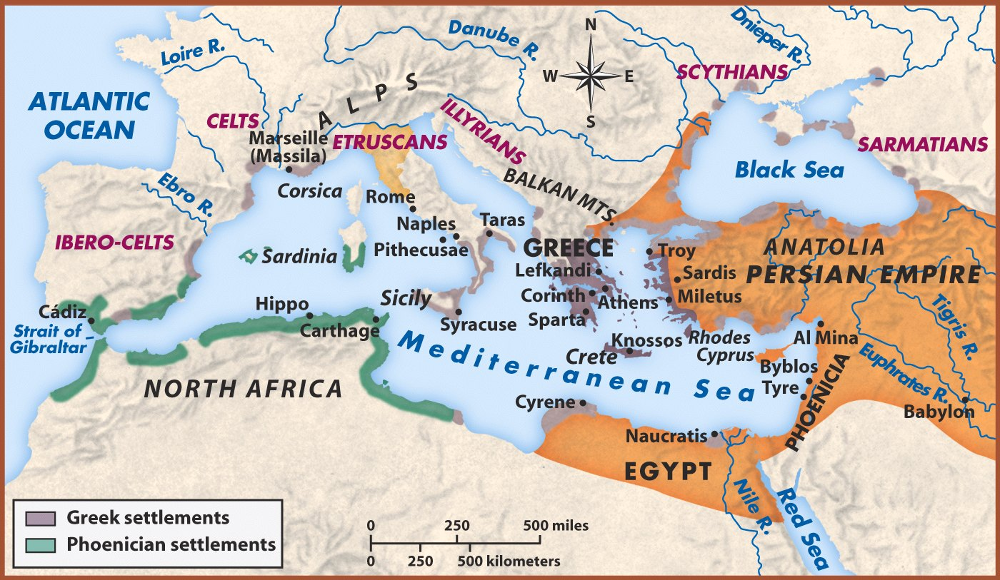 Loire R.
Danube R.
Dnieper R.
N
W
E
S
SCYTHIANS
ATLANTIC
OCEAN
ALPS
CELTS
ILLYRIANS
Marseille
(Massila)
ETRUSCANS
SARMATIANS
Black Sea
Ebro R.
Corsica
BALKAN MTS.
Rome
Naples
Taras
IBERO-CELTS
Pithecusae
GREECE
Troy
ANATOLIA
Sardinia
Lefkandi
Sardis
PERSIAN EMPIRE
Corinth
Athens
Miletus
Sicily
Hippo
Cádiz
Sparta
Tigris R.
Strait of
Gibraltar
Carthage
Syracuse
Knossos
Rhodes
Al Mina
Crete
Cyprus
Euphrates R.
Mediterranean Sea
Byblos
Tyre
PHOENICIA
NORTH AFRICA
Cyrene
Babylon
Naucratis
EGYPT
Nile R.
Red Sea
Greek settlements
Phoenician settlements
0 250 500 miles
0 250 500 kilometers